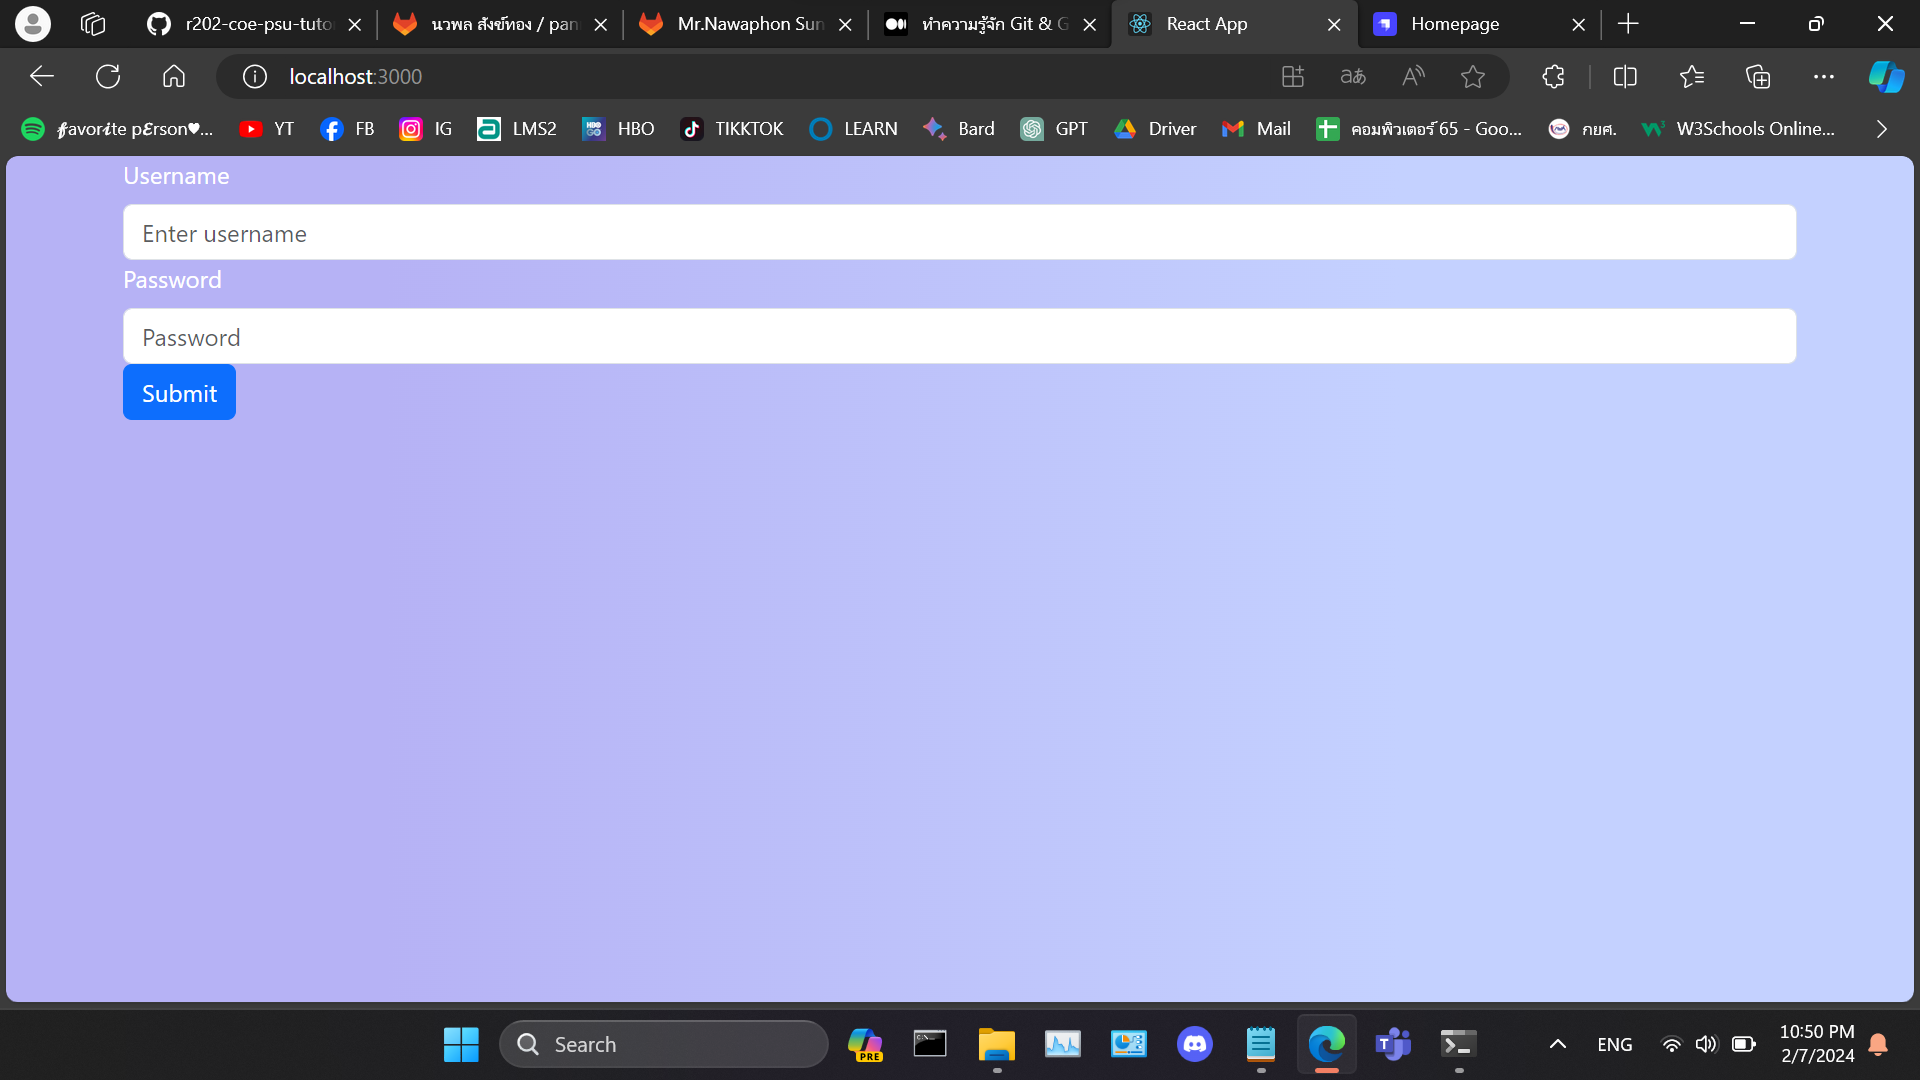 r202-coe-psu-tuto
นวพล สังข์ทอง / pan
Mr.Nawaphon Sun
ทำความรู้จัก Git & G
React App
Homepage
localhost:3000
𝒇avor𝒊te p𝑬rson♥...
YT
FB
IG
LMS2
HBO
TIKKTOK
LEARN
Bard
GPT
Driver
Mail
คอมพิวเตอร์ 65 - Goo...
กยศ.
W3Schools Online...
Username
Enter username
Password
Password
Submit
Search
PRE
ENG
10:50 PM
2/7/2024